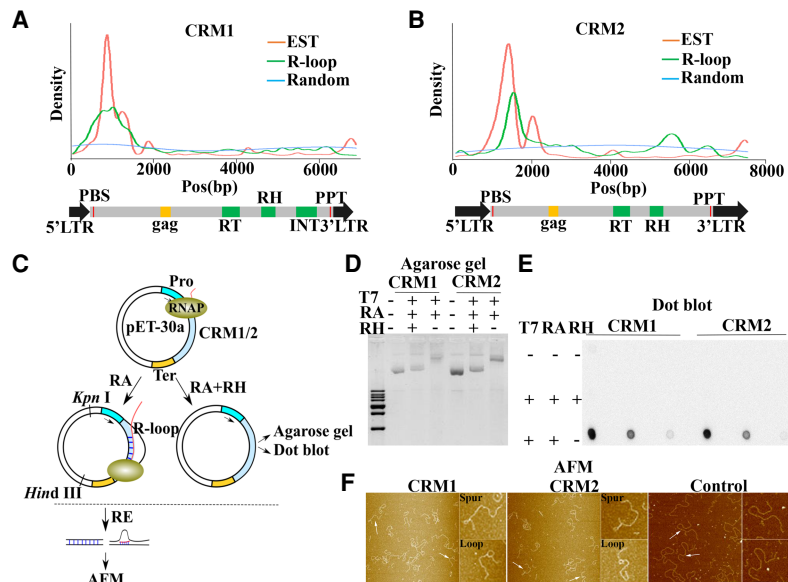 A
CRM1
EST
R-loop
Random
Density
0 2000 4000 6000
Pos(bp)
PBS RH PPT
5'LTR gag RT INT 3'LTR
B
CRM2
EST
R-loop
Random
Density
0 2000 4000 6000 8000
Pos(bp)
PBS PPT
5'LTR gag RT RH 3'LTR
C
Pro
RNAP
pET-30a
CRM1/2
Ter
RA RA+RH
Kpn I
R-loop
Agarose gel
Dot blot
Hind III
RE
AFM
D
Agarose gel
CRM1 CRM2
T7 - + + - + +
RA - + + - + +
RH - + - - + -
E
Dot blot
T7 RA RH CRM1 CRM2
- - -
+ + +
+ + -
F
AFM
CRM1 CRM2 Control
Spur Spur
Loop Loop